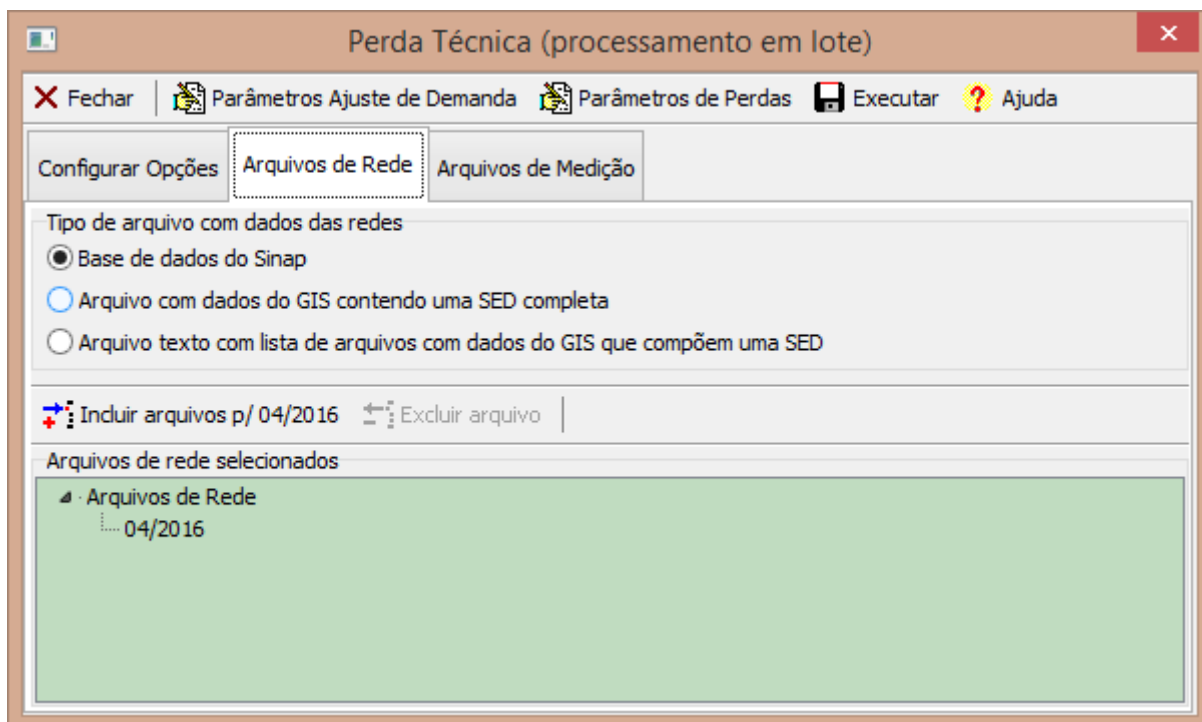 Perda Técnica (processamento em lote)
Fechar Parâmetros Ajuste de Demanda Parâmetros de Perdas Executar Ajuda
Configurar Opções Arquivos de Rede Arquivos de Medição
Tipo de arquivo com dados das redes
Base de dados do Sinap
Arquivo com dados do GIS contendo uma SED completa
Arquivo texto com lista de arquivos com dados do GIS que compõem uma SED
Incluir arquivos p/ 04/2016 Excluir arquivo
Arquivos de rede selecionados
Arquivos de Rede
04/2016